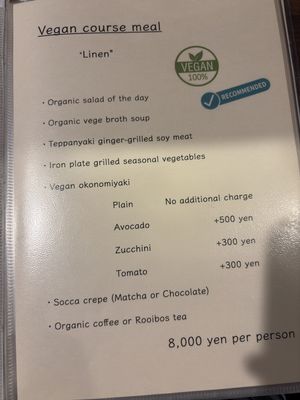 Vegan course meal
"Linen"
VEGAN
100%
RECOMMENDED
・Organic salad of the day
・Organic vege broth soup
・Teppanyaki ginger-grilled soy meat
・Iron plate grilled seasonal vegetables
・Vegan okonomiyaki
Plain No additional charge
Avocado +500 yen
Zucchini +300 yen
Tomato +300 yen
・Socca crepe (Matcha or Chocolate)
・Organic coffee or Rooibos tea
8,000 yen per person